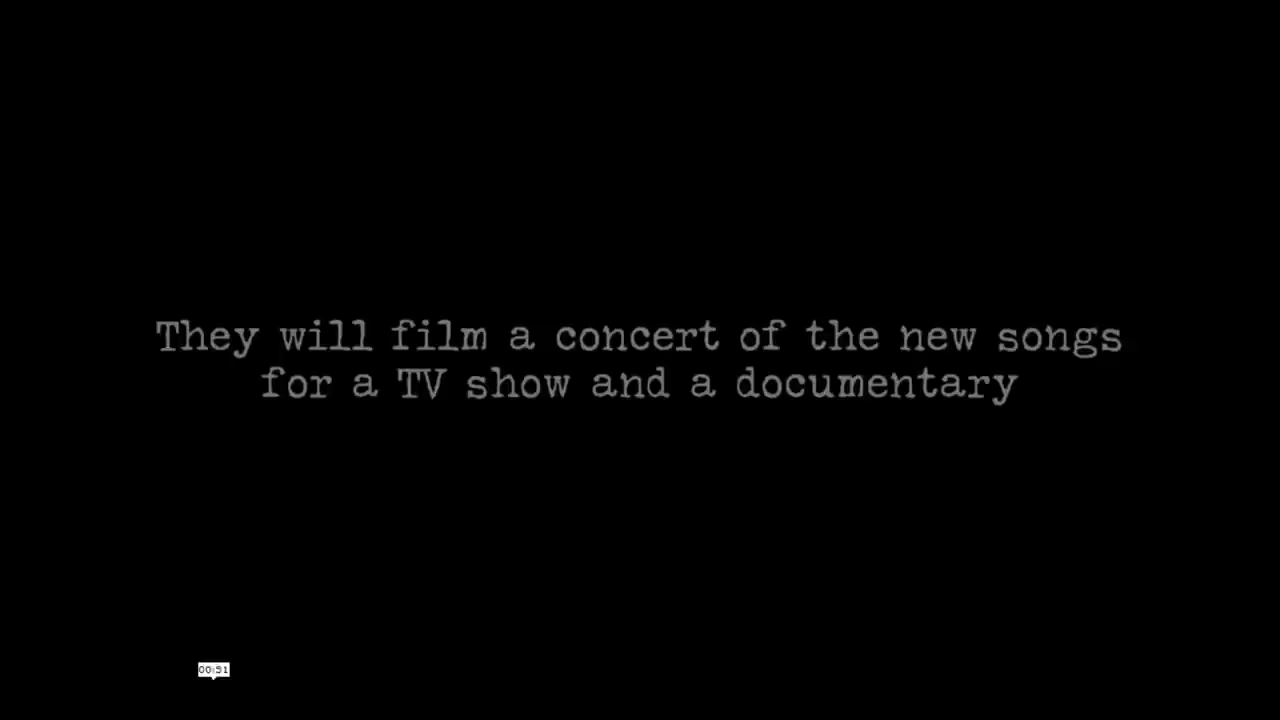 They will film a concert of the new songs
for a TV show and a documentary
00:51